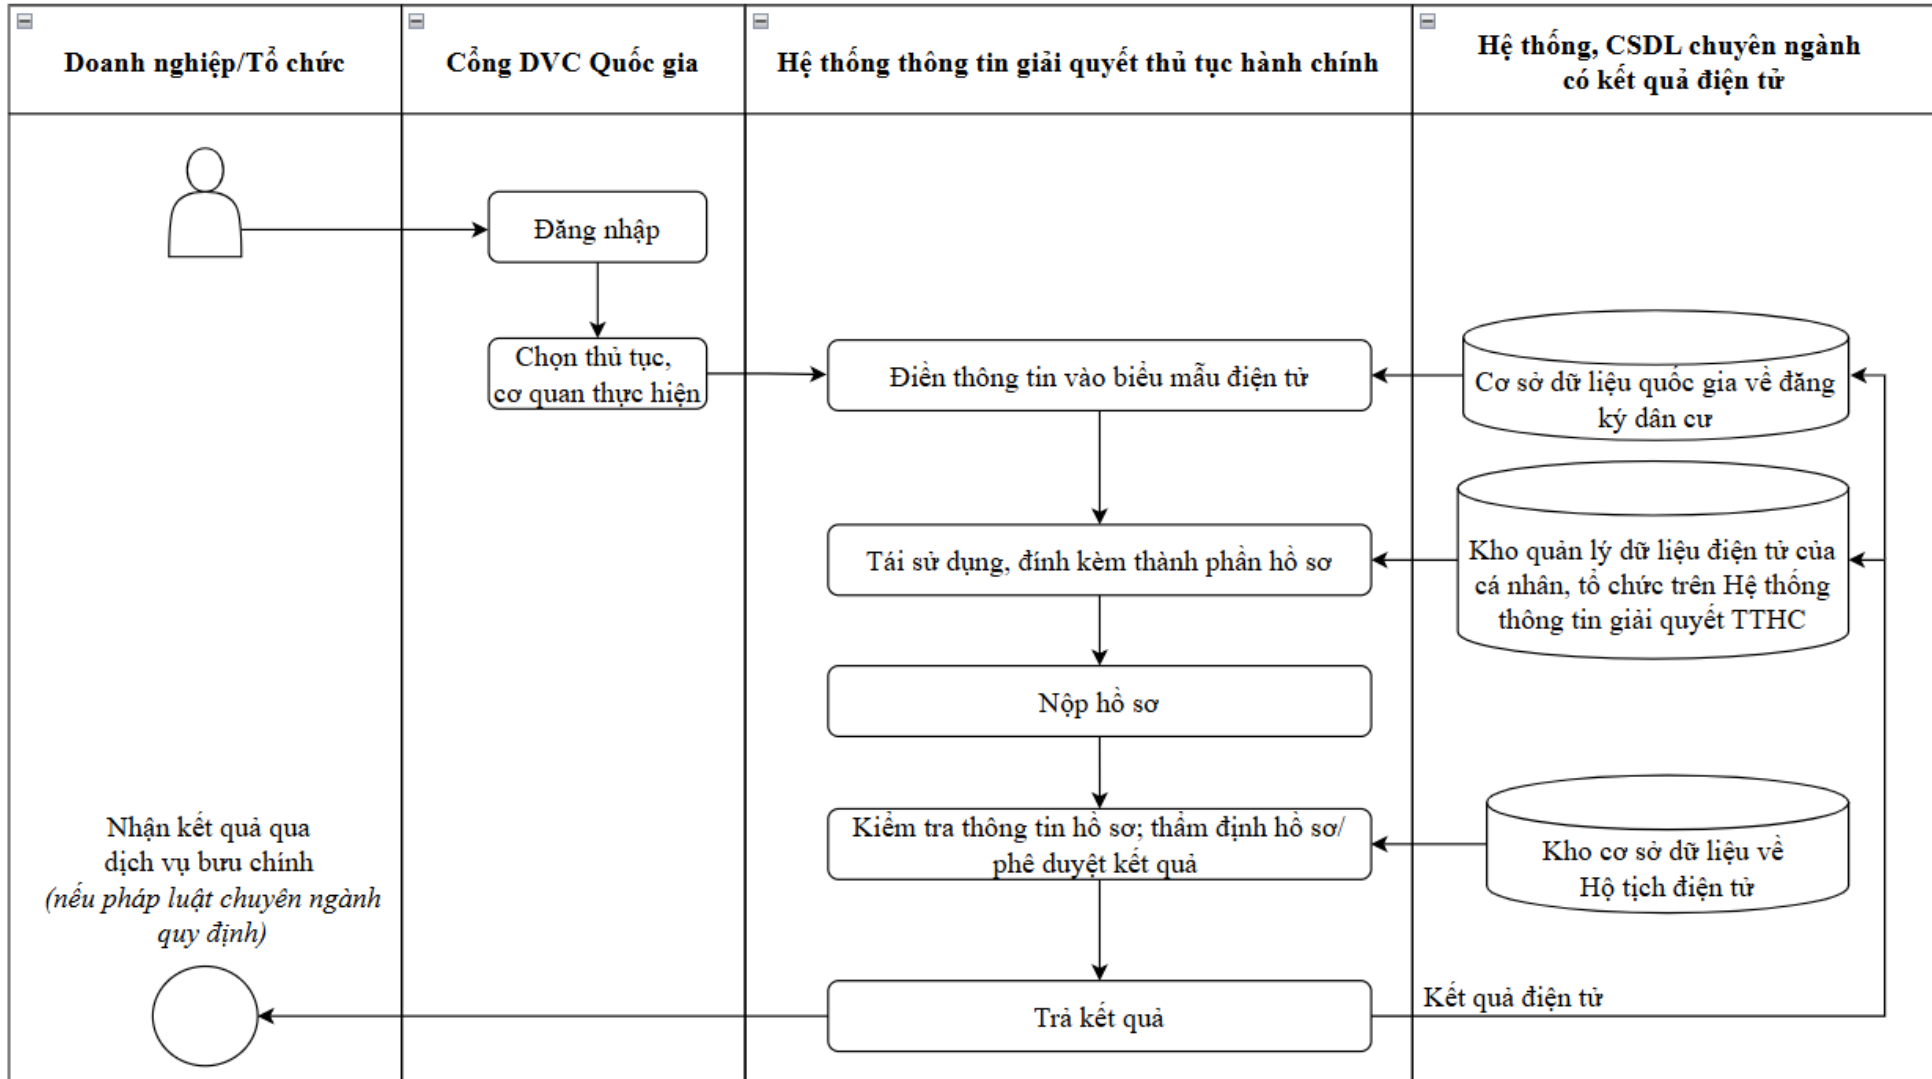 Doanh nghiệp/Tổ chức
Cổng DVC Quốc gia
Hệ thống thông tin giải quyết thủ tục hành chính
Hệ thống, CSDL chuyên ngành
có kết quả điện tử
Đăng nhập
Chọn thủ tục,
cơ quan thực hiện
Điền thông tin vào biểu mẫu điện tử
Cơ sở dữ liệu quốc gia về đăng
ký dân cư
Tái sử dụng, đính kèm thành phần hồ sơ
Kho quản lý dữ liệu điện tử của
cá nhân, tổ chức trên Hệ thống
thông tin giải quyết TTHC
Nộp hồ sơ
Kiểm tra thông tin hồ sơ; thẩm định hồ sơ/
phê duyệt kết quả
Kho cơ sở dữ liệu về
Hộ tịch điện tử
Nhận kết quả qua
dịch vụ bưu chính
(nếu pháp luật chuyên ngành
quy định)
Trả kết quả
Kết quả điện tử